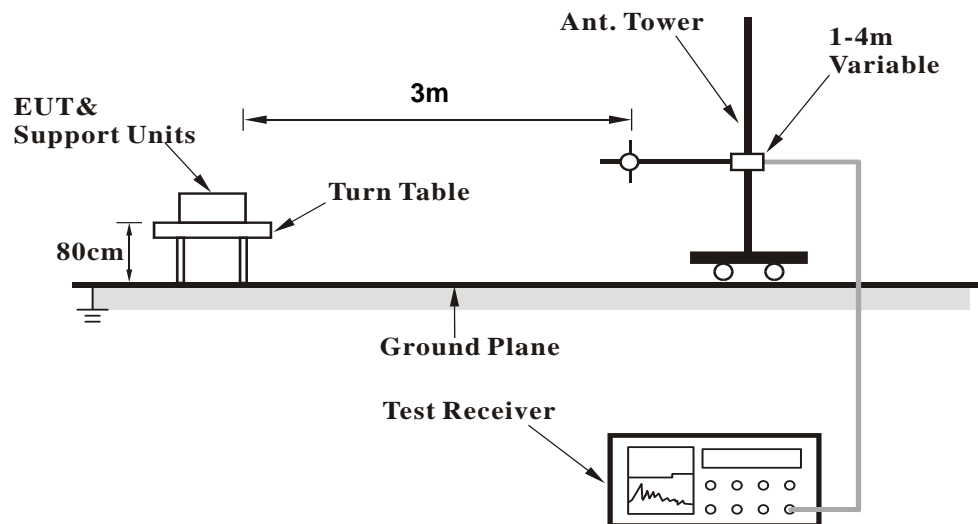 Ant. Tower
1-4m
Variable
3m
EUT&
Support Units
Turn Table
80cm
Ground Plane
Test Receiver